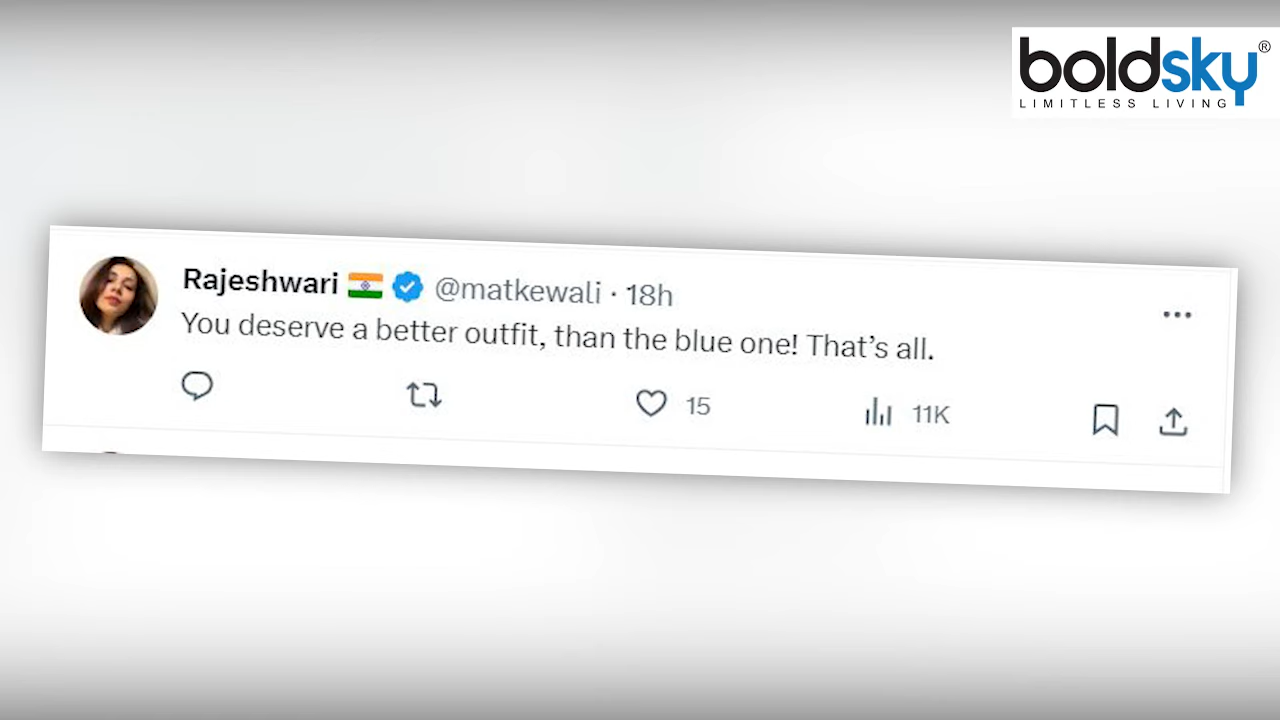 boldsky®
LIMITLESS LIVING
Rajeshwari 🇮🇳 @matkewali · 18h
You deserve a better outfit, than the blue one! That’s all.
15 11K